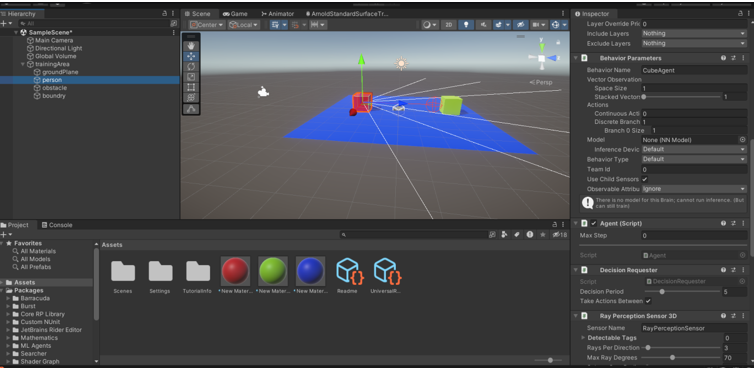 Hierarchy
Scene
Game
Animator
ArnoldStandardSurfaceTr...
Inspector
All
Center
Local
2D
SampleScene*
Main Camera
Directional Light
Global Volume
trainingArea
groundPlane
person
obstacle
boundry
y
Persp
Layer Override Pric 0
Include Layers Nothing
Exclude Layers Nothing
Behavior Parameters
Behavior Name CubeAgent
Vector Observation
Space Size 1
Stacked Vectors 1
Actions
Continuous Acti 0
Discrete Branch 1
Branch 0 Size 1
Model None (NN Model)
Inference Devic Default
Behavior Type Default
Team Id 0
Use Child Sensors
Observable Attribu Ignore
There is no model for this Brain; cannot run inference. (But
can still train)
Agent (Script)
Max Step 0
Script Agent
Decision Requester
Script DecisionRequester
Decision Period 5
Take Actions Between
Ray Perception Sensor 3D
Sensor Name RayPerceptionSensor
Detectable Tags 0
Rays Per Direction 3
Max Ray Degrees 70
Project
Console
16
Favorites
All Materials
All Models
All Prefabs
Assets
Packages
Barracuda
Burst
Core RP Library
Custom NUnit
JetBrains Rider Editor
Mathematics
ML Agents
Searcher
Shader Graph
Assets
Scenes
Settings
TutorialInfo
New Mater...
New Mater...
New Mater...
Readme
UniversalR...